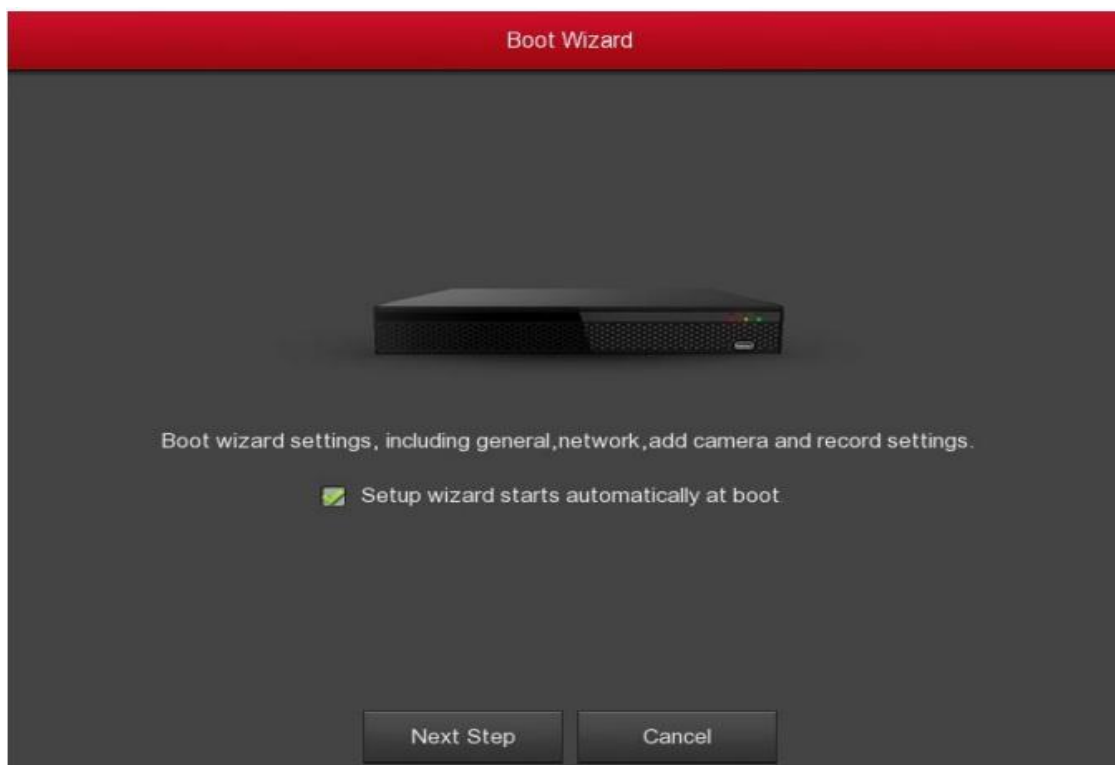 Boot Wizard
Boot wizard settings, including general,network,add camera and record settings.
Setup wizard starts automatically at boot
Next Step
Cancel